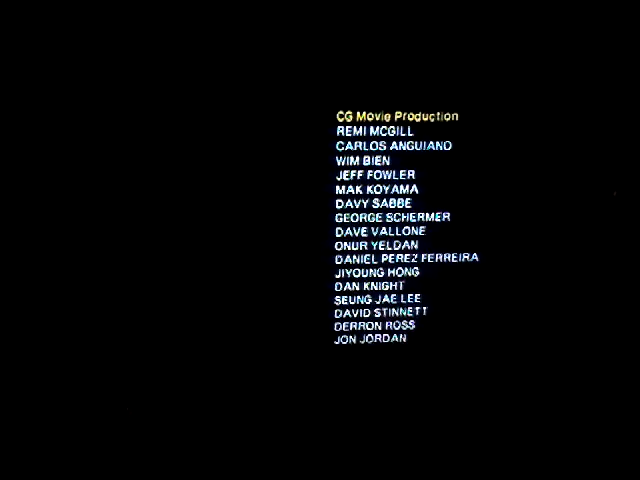 CG Movie Production
REMI MCGILL
CARLOS ANGUIANO
WIM BIEN
JEFF FOWLER
MAK KOYAMA
DAVY SABBE
GEORGE SCHERMER
DAVE VALLONE
ONUR YELDAN
DANIEL PEREZ FERREIRA
JIYOUNG HONG
DAN KNIGHT
SEUNG JAE LEE
DAVID STINNETT
DERRON ROSS
JON JORDAN